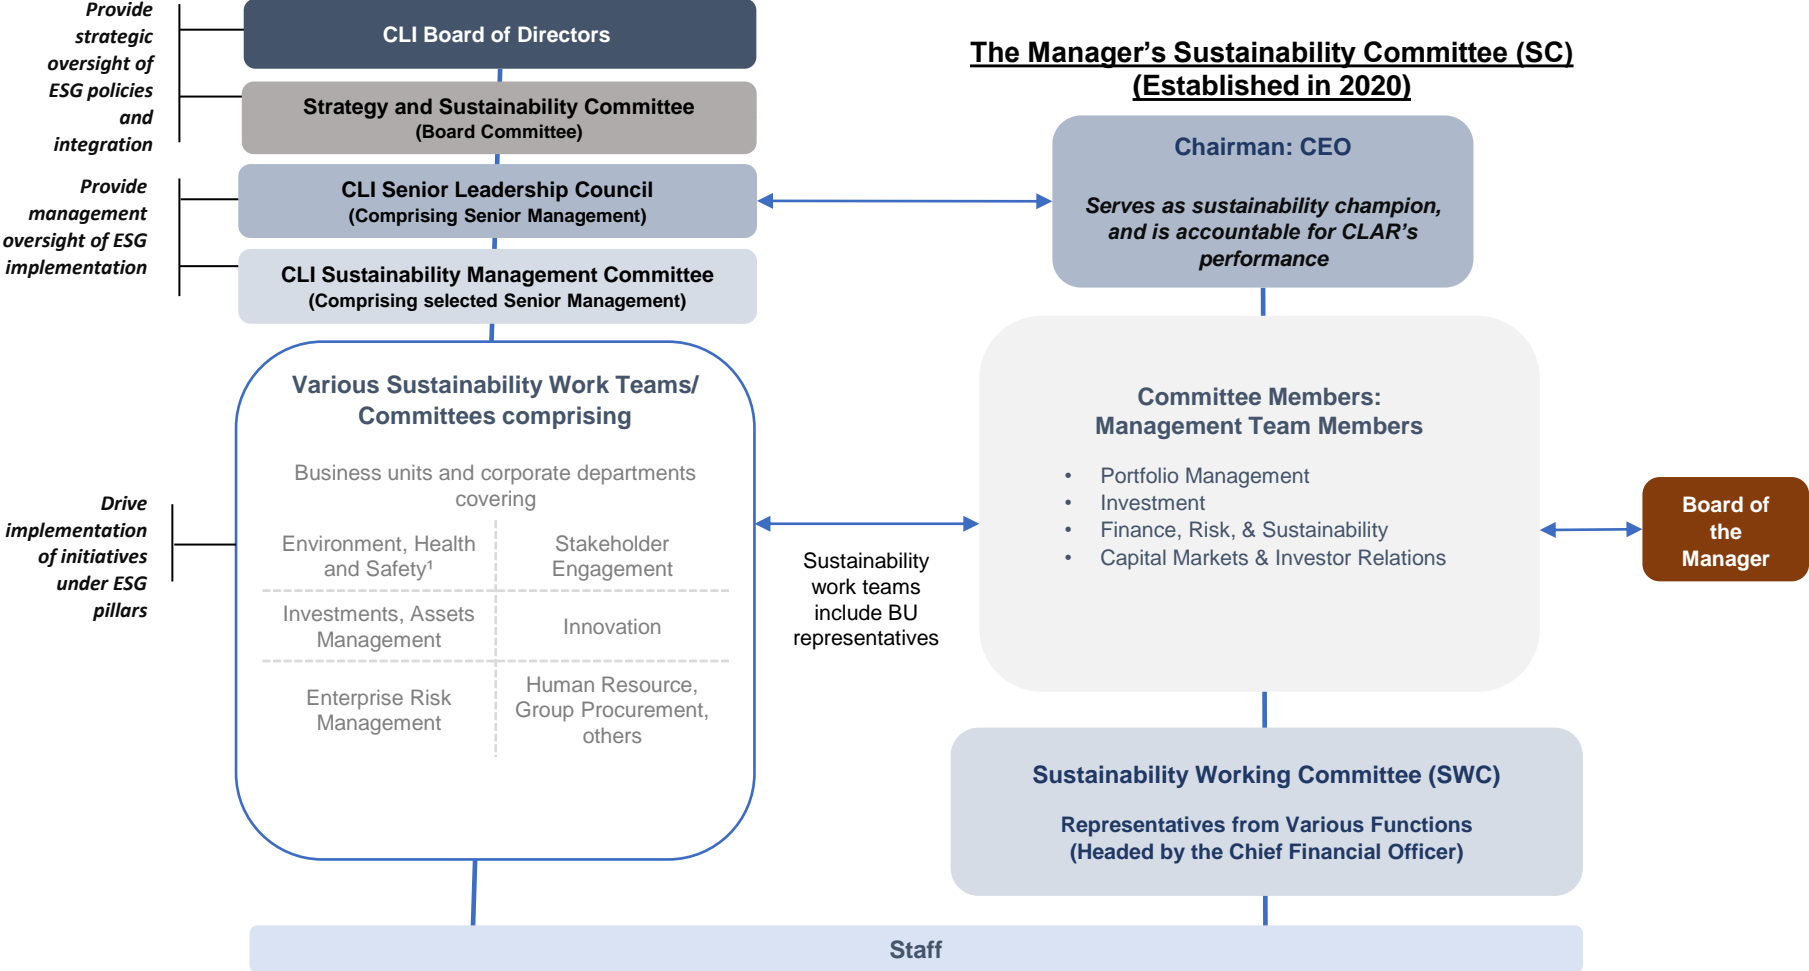 Provide
strategic
oversight of
ESG policies
and
integration
CLI Board of Directors
Strategy and Sustainability Committee
(Board Committee)
Provide
management
oversight of ESG
implementation
CLI Senior Leadership Council
(Comprising Senior Management)
CLI Sustainability Management Committee
(Comprising selected Senior Management)
Drive
implementation
of initiatives
under ESG
pillars
Various Sustainability Work Teams/
Committees comprising
Business units and corporate departments
covering
Environment, Health
and Safety¹
Stakeholder
Engagement
Investments, Assets
Management
Innovation
Enterprise Risk
Management
Human Resource,
Group Procurement,
others
Sustainability
work teams
include BU
representatives
The Manager's Sustainability Committee (SC)
(Established in 2020)
Chairman: CEO
Serves as sustainability champion,
and is accountable for CLAR's
performance
Committee Members:
Management Team Members
• Portfolio Management
• Investment
• Finance, Risk, & Sustainability
• Capital Markets & Investor Relations
Board of
the
Manager
Sustainability Working Committee (SWC)
Representatives from Various Functions
(Headed by the Chief Financial Officer)
Staff